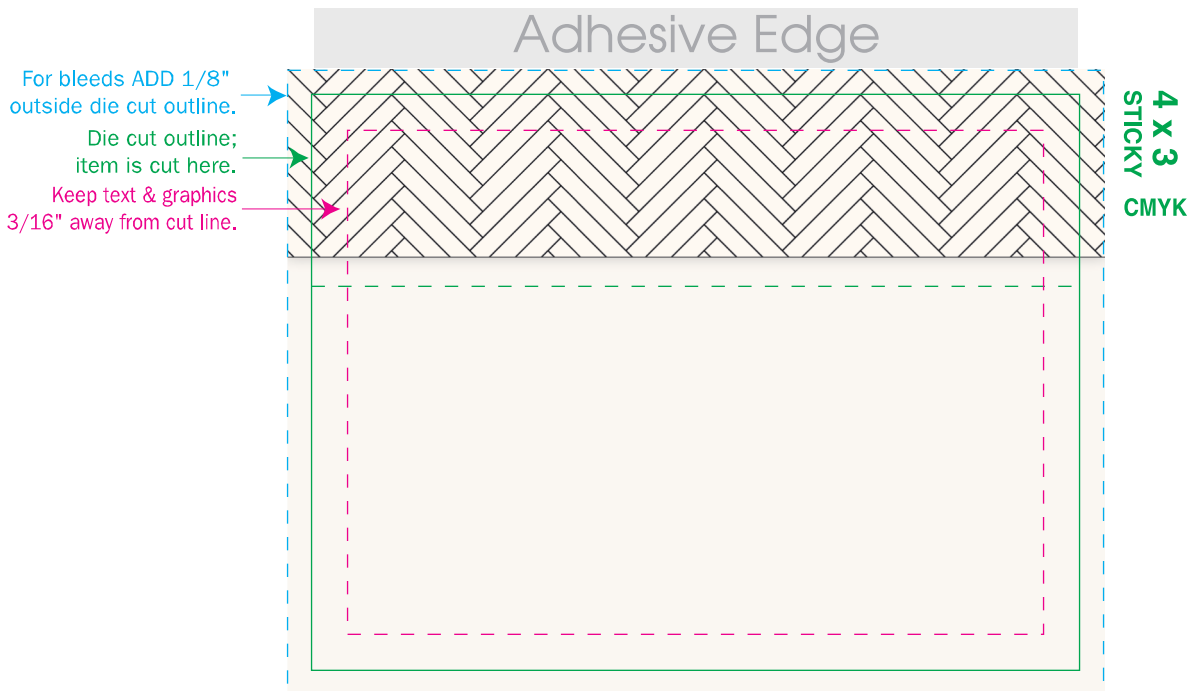 Adhesive Edge
For bleeds ADD 1/8"
outside die cut outline.
Die cut outline;
item is cut here.
Keep text & graphics
3/16" away from cut line.
4 x 3
STICKY
CMYK